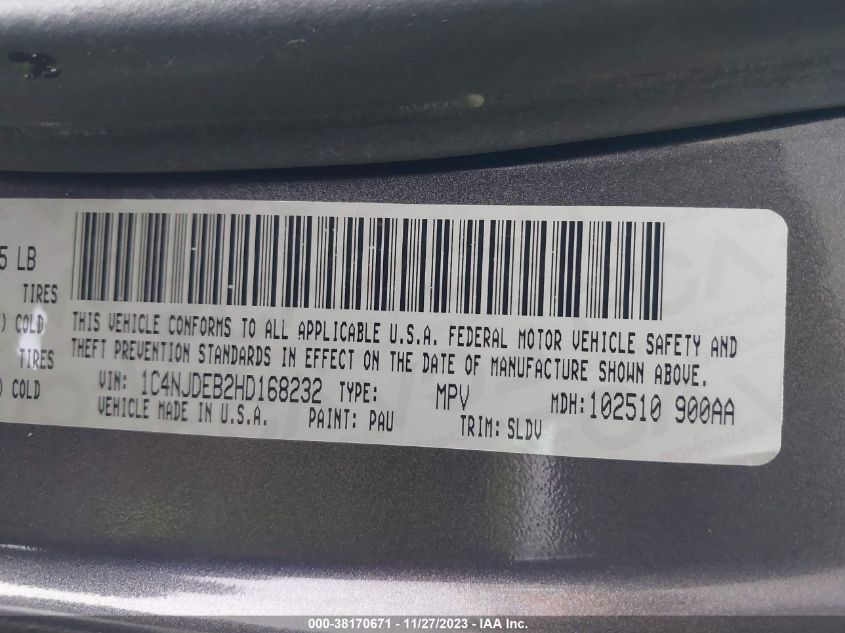 5 LB
TIRES
) COLD
TIRES
) COLD
THIS VEHICLE CONFORMS TO ALL APPLICABLE U.S.A. FEDERAL MOTOR VEHICLE SAFETY AND
THEFT PREVENTION STANDARDS IN EFFECT ON THE DATE OF MANUFACTURE SHOWN ABOVE.
VIN: 1C4NJDEB2HD168232 TYPE: MPV MDH:102510 900AA
VEHICLE MADE IN U.S.A. PAINT: PAU TRIM: SLDV
000-38170671 - 11/27/2023 - IAA Inc.